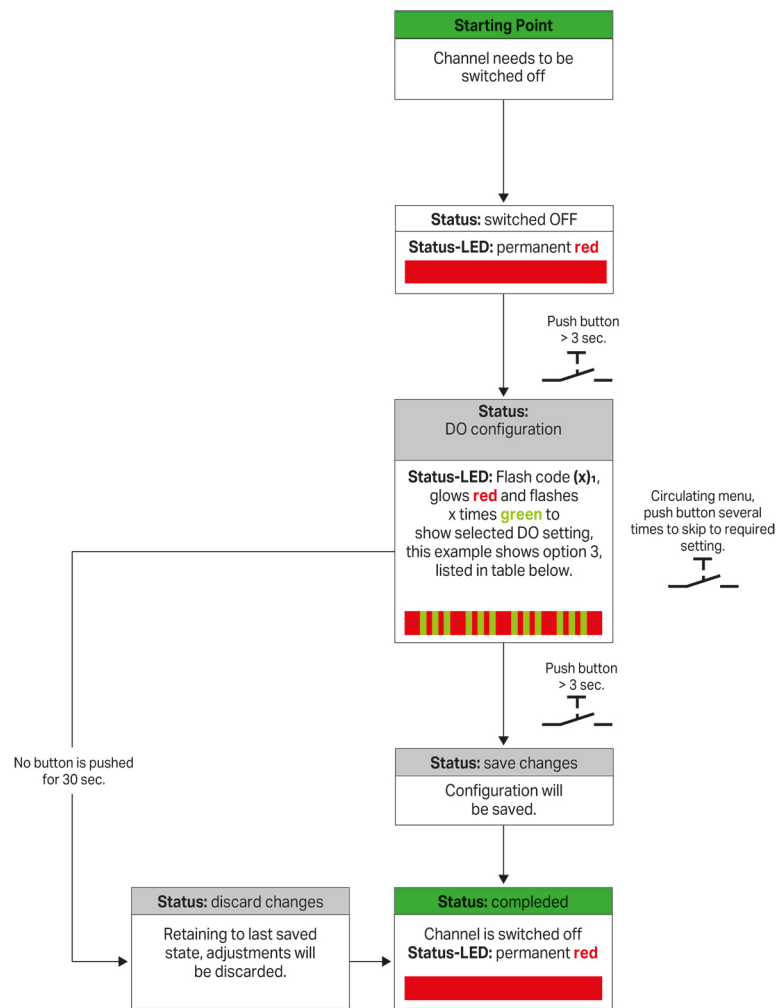 Starting Point
Channel needs to be
switched off
Status: switched OFF
Status-LED: permanent red
Push button
> 3 sec.
Status:
DO configuration
Status-LED: Flash code (x)₁,
glows red and flashes
x times green to
show selected DO setting,
this example shows option 3,
listed in table below.
Circulating menu,
push button several
times to skip to required
setting.
Push button
> 3 sec.
No button is pushed
for 30 sec.
Status: save changes
Configuration will
be saved.
Status: discard changes
Retaining to last saved
state, adjustments will
be discarded.
Status: compleded
Channel is switched off
Status-LED: permanent red